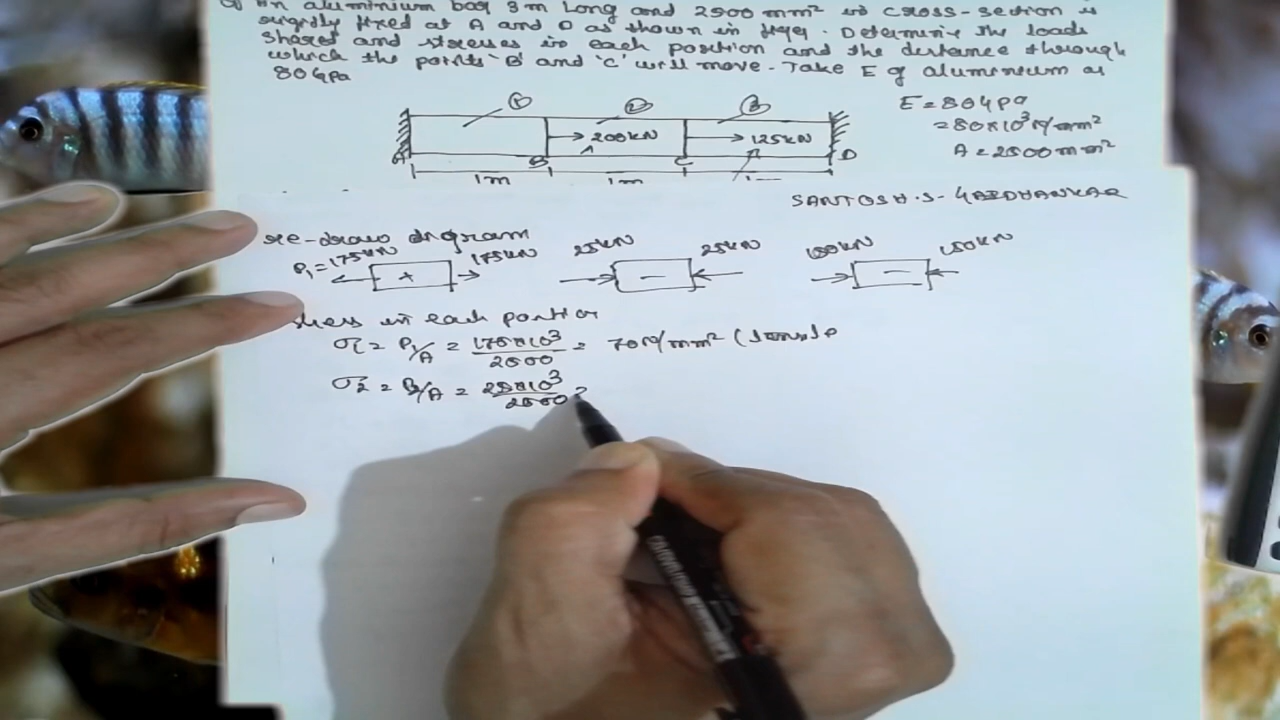 An aluminium bar 3m long and 2500 mm² in cross-section is
rigidly fixed at A and D as shown in fig. Determine the loads
shared and stresses in each position and the distance through
which the points 'B' and 'C' will move. Take E of aluminium as
80 GPa
E = 80 GPa
= 80×10³ N/mm²
A = 2500 mm²
① ② ③
200KN 125KN
A B C D
1m 1m
SANTOSH.S.
re-draw diagram
P₁ = 175KN 175KN 25KN 25KN 150KN 150KN
+ − −
stress in each portion
σ₁ = P₁/A = 175×10³/2500 = 70 N/mm² (Tensile
σ₂ = P₂/A = 25×10³/2500 =